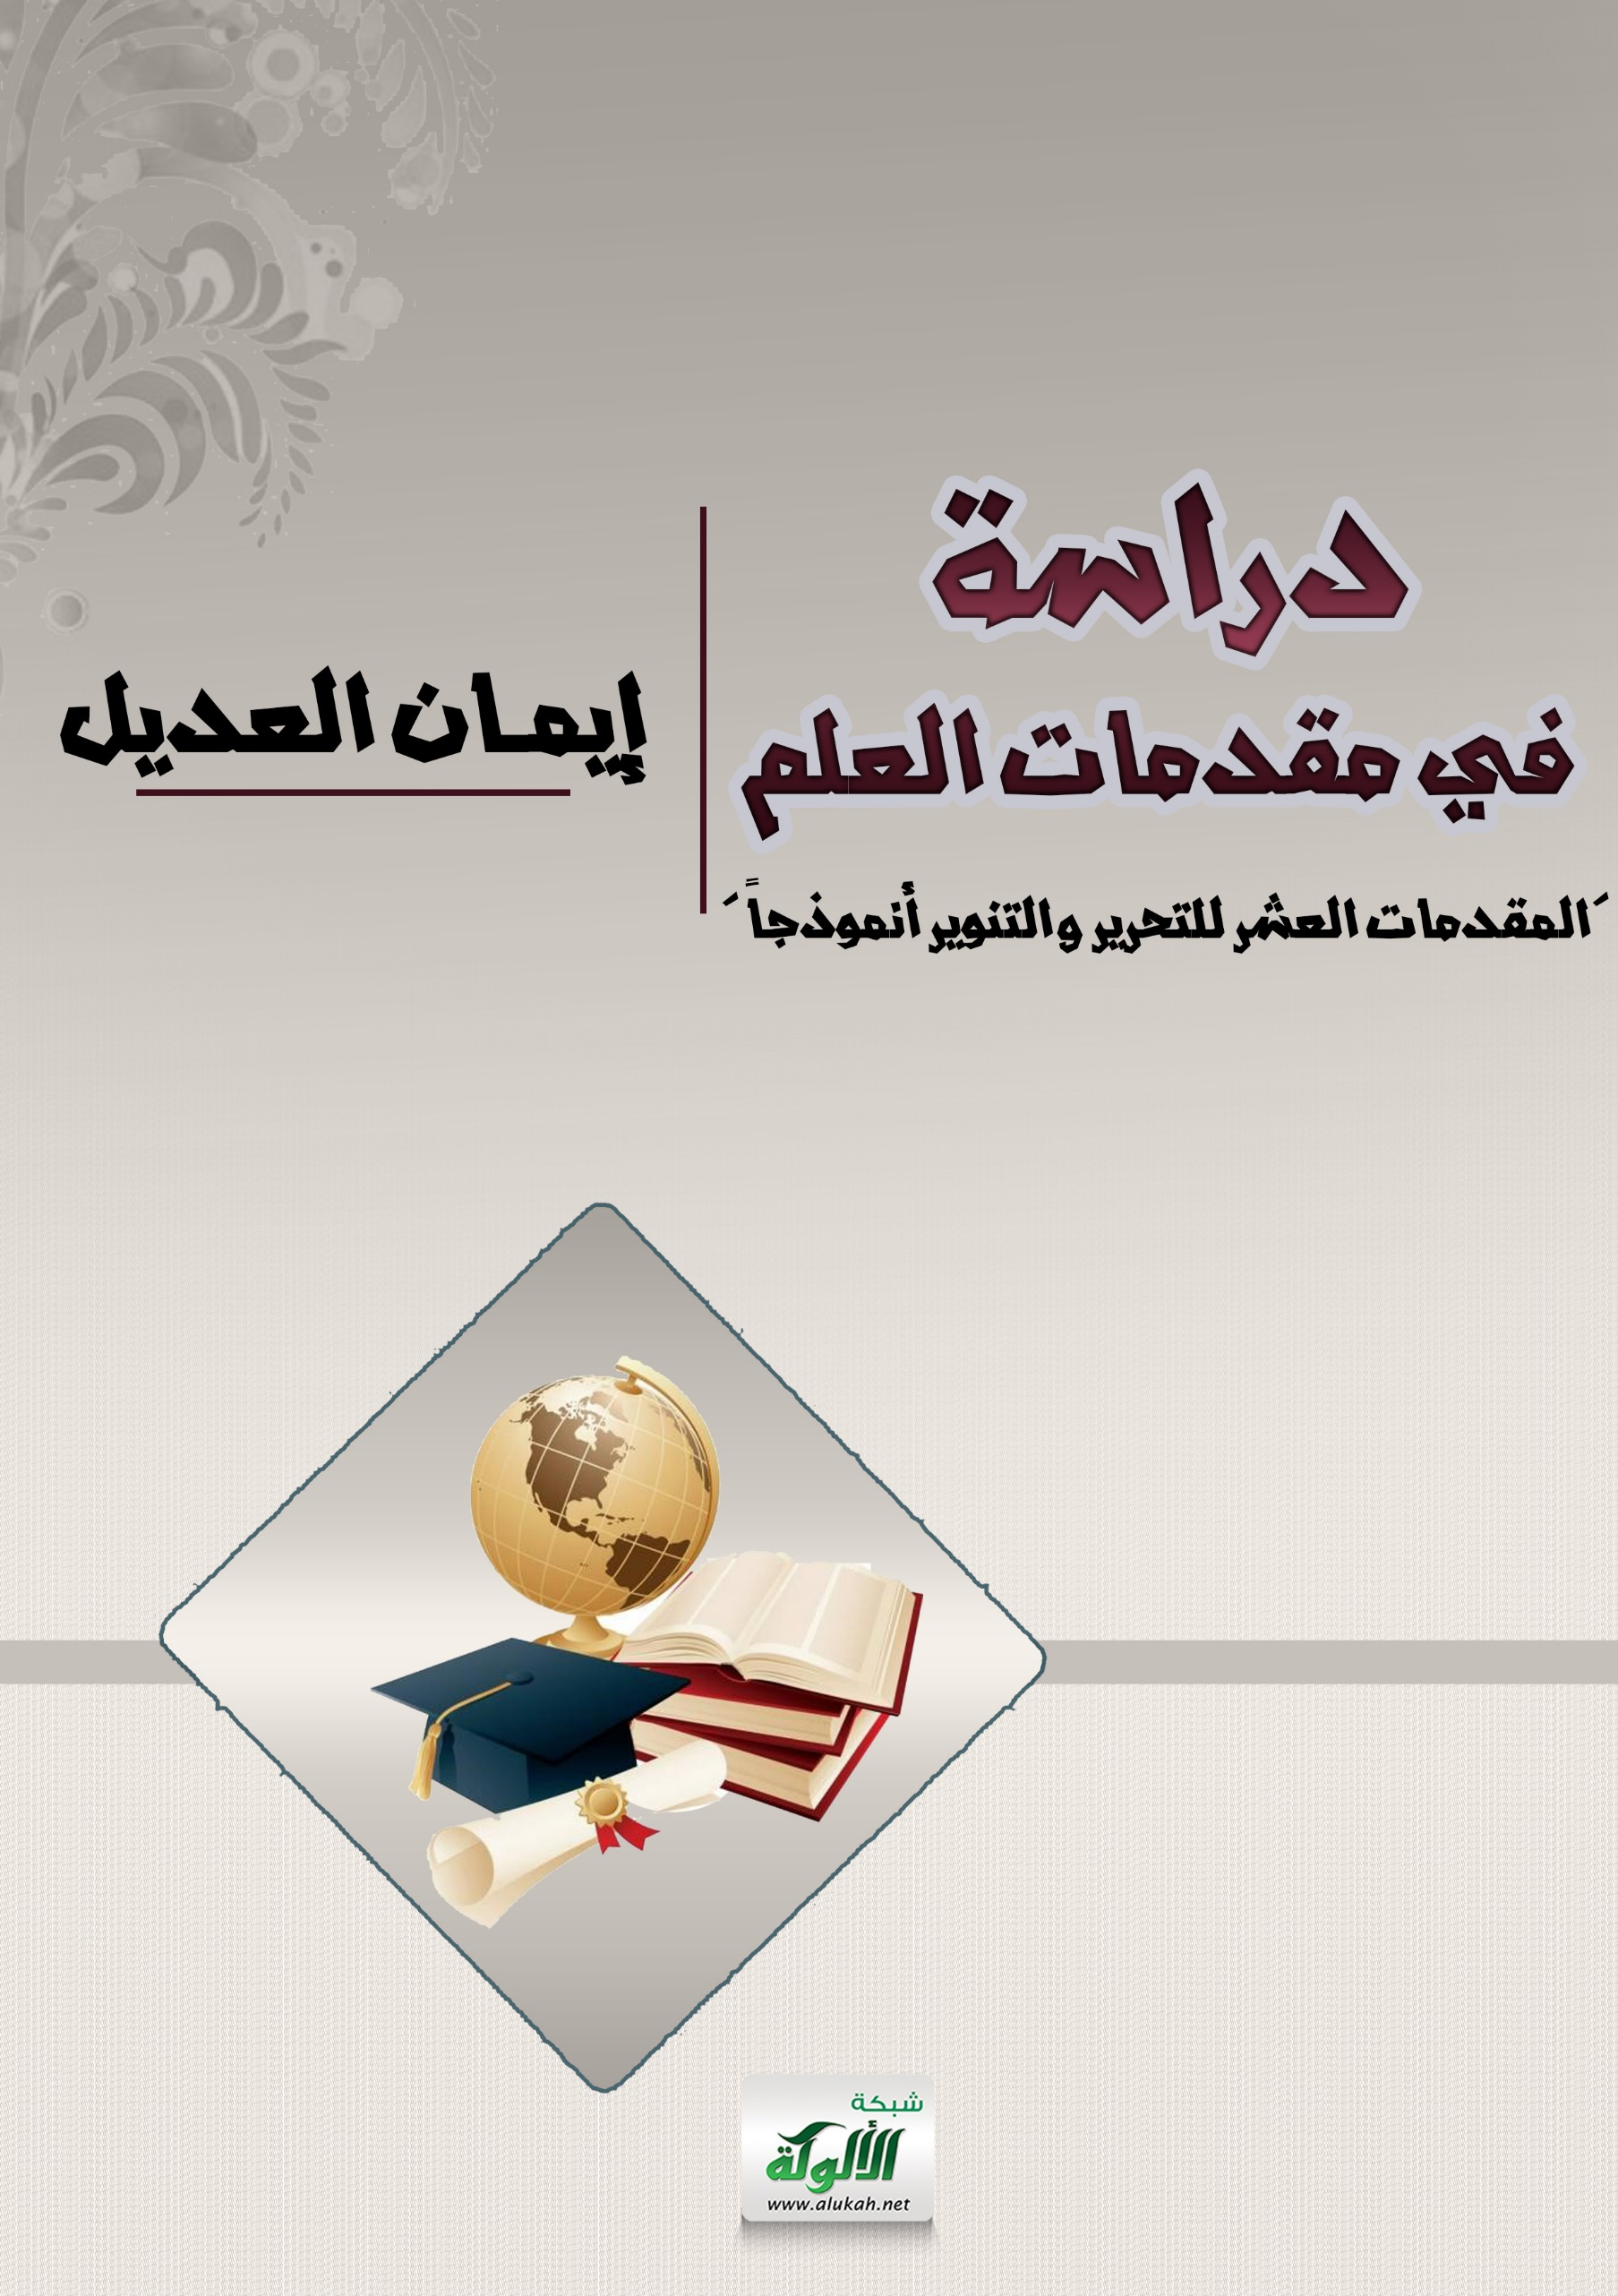 دراسة
في مقدمات العلم
َالمقدمات العشر للتحرير والتنوير أنموذجاً َ
إيمان العديل
شبكة
الألوكة
www.alukah.net